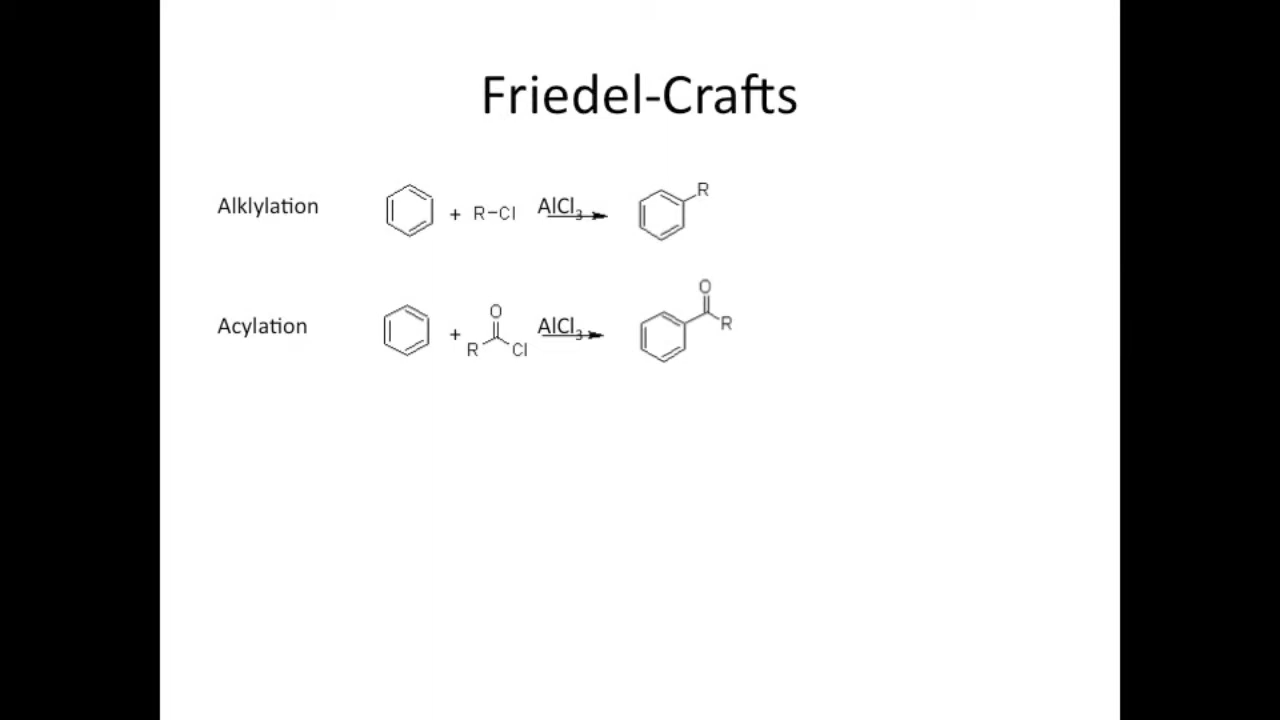 Friedel-Crafts
Alklylation + R-Cl AlCl3 R
O O
Acylation + R Cl AlCl3 R